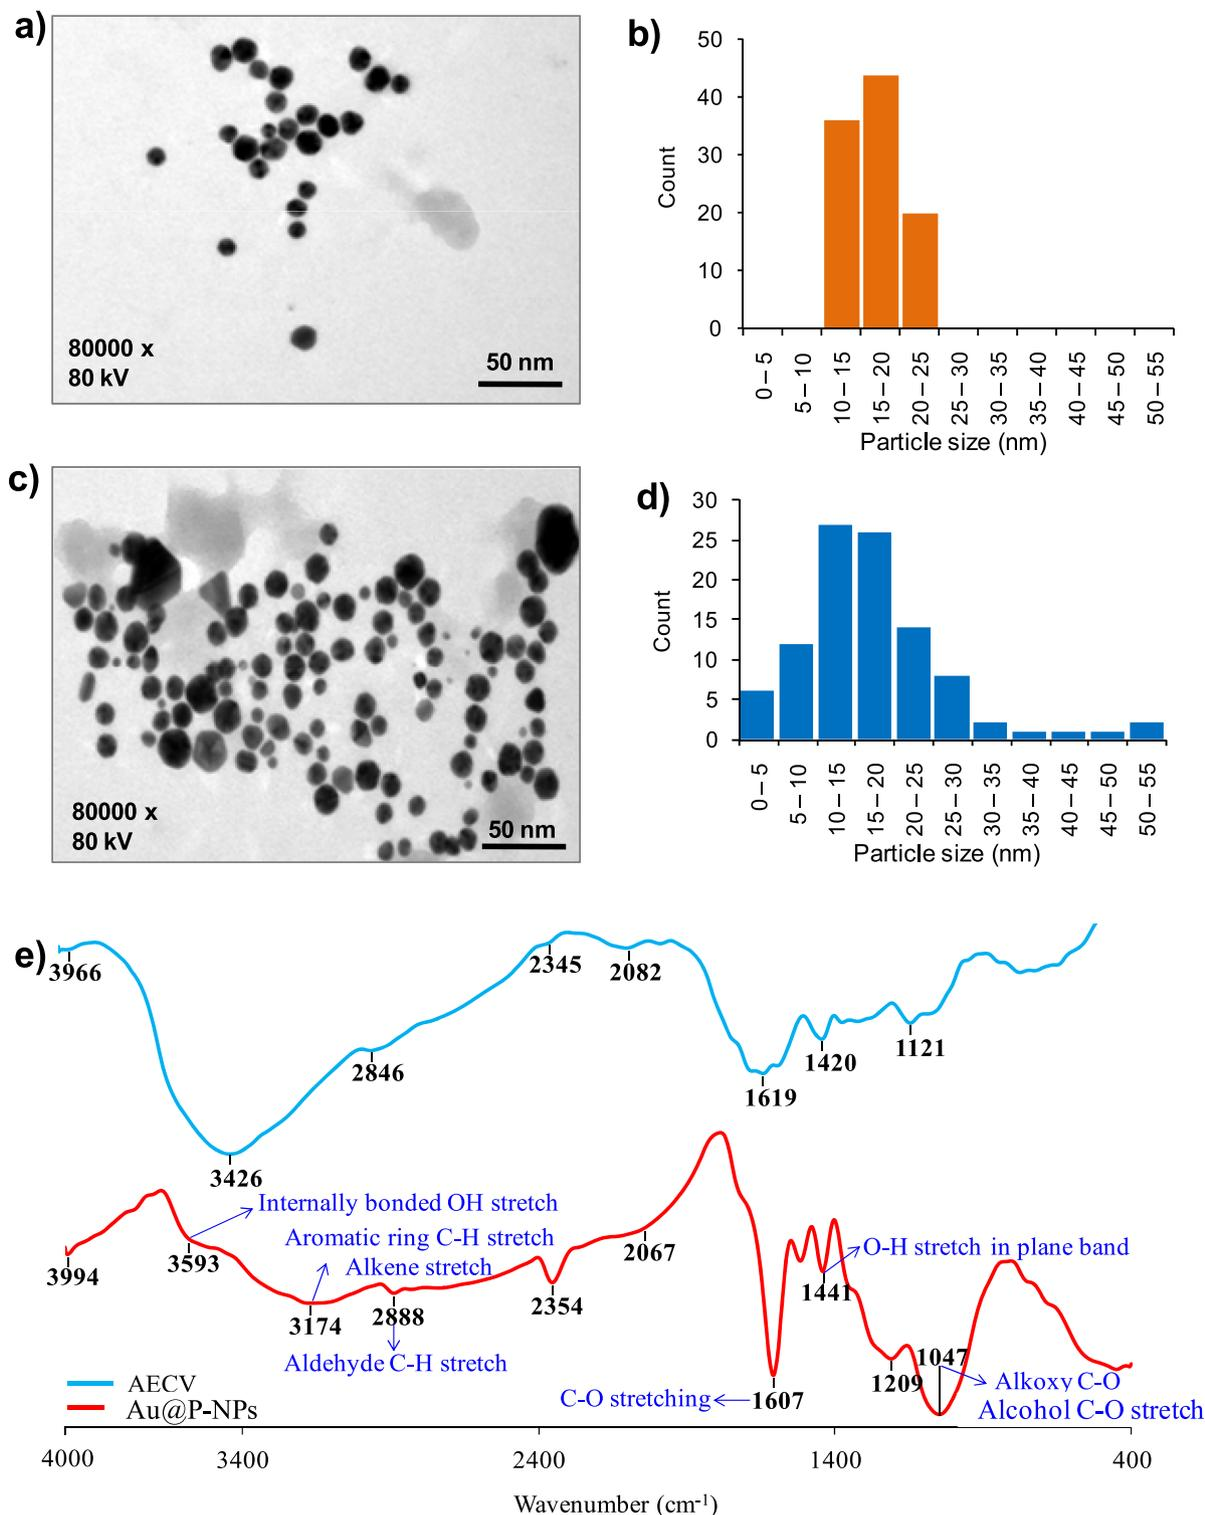 a)
80000 x
80 kV
50 nm
b)
50
40
30
20
10
0
Count
0 – 5
5 – 10
10 – 15
15 – 20
20 – 25
25 – 30
30 – 35
35 – 40
40 – 45
45 – 50
50 – 55
Particle size (nm)
c)
80000 x
80 kV
50 nm
d)
30
25
20
15
10
5
0
Count
0 – 5
5 – 10
10 – 15
15 – 20
20 – 25
25 – 30
30 – 35
35 – 40
40 – 45
45 – 50
50 – 55
Particle size (nm)
e)
3966
2345
2082
2846
1420
1121
1619
3426
Internally bonded OH stretch
Aromatic ring C-H stretch
Alkene stretch
O-H stretch in plane band
3994
3593
2067
3174
2888
2354
1441
Aldehyde C-H stretch
C-O stretching
1607
1209
1047
Alkoxy C-O
Alcohol C-O stretch
AECV
Au@P-NPs
4000
3400
2400
1400
400
Wavenumber (cm-1)